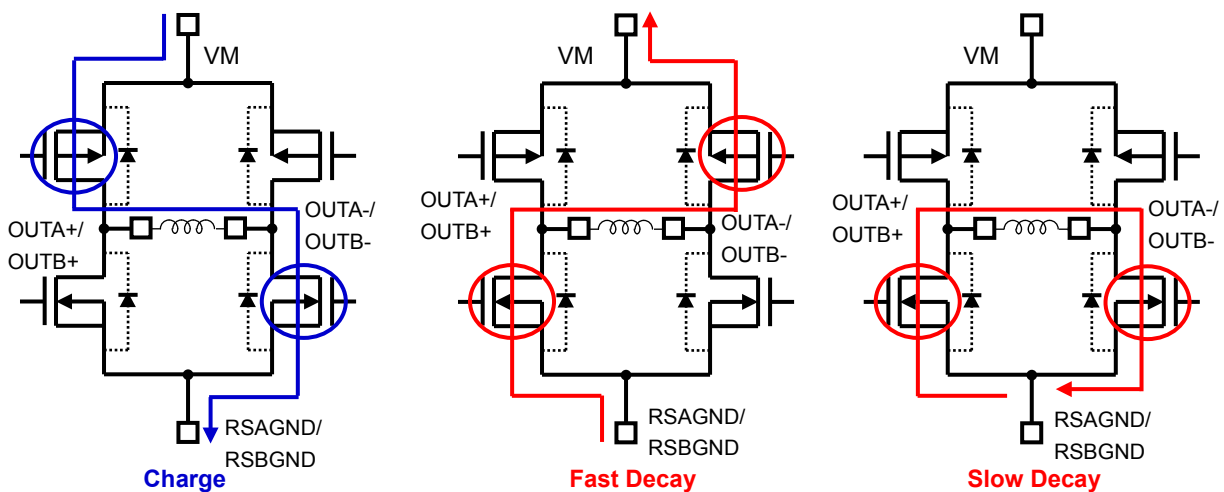 VM
OUTA+/
OUTB+
OUTA-/
OUTB-
RSAGND/
RSBGND
Charge
VM
OUTA+/
OUTB+
OUTA-/
OUTB-
RSAGND/
RSBGND
Fast Decay
VM
OUTA+/
OUTB+
OUTA-/
OUTB-
RSAGND/
RSBGND
Slow Decay